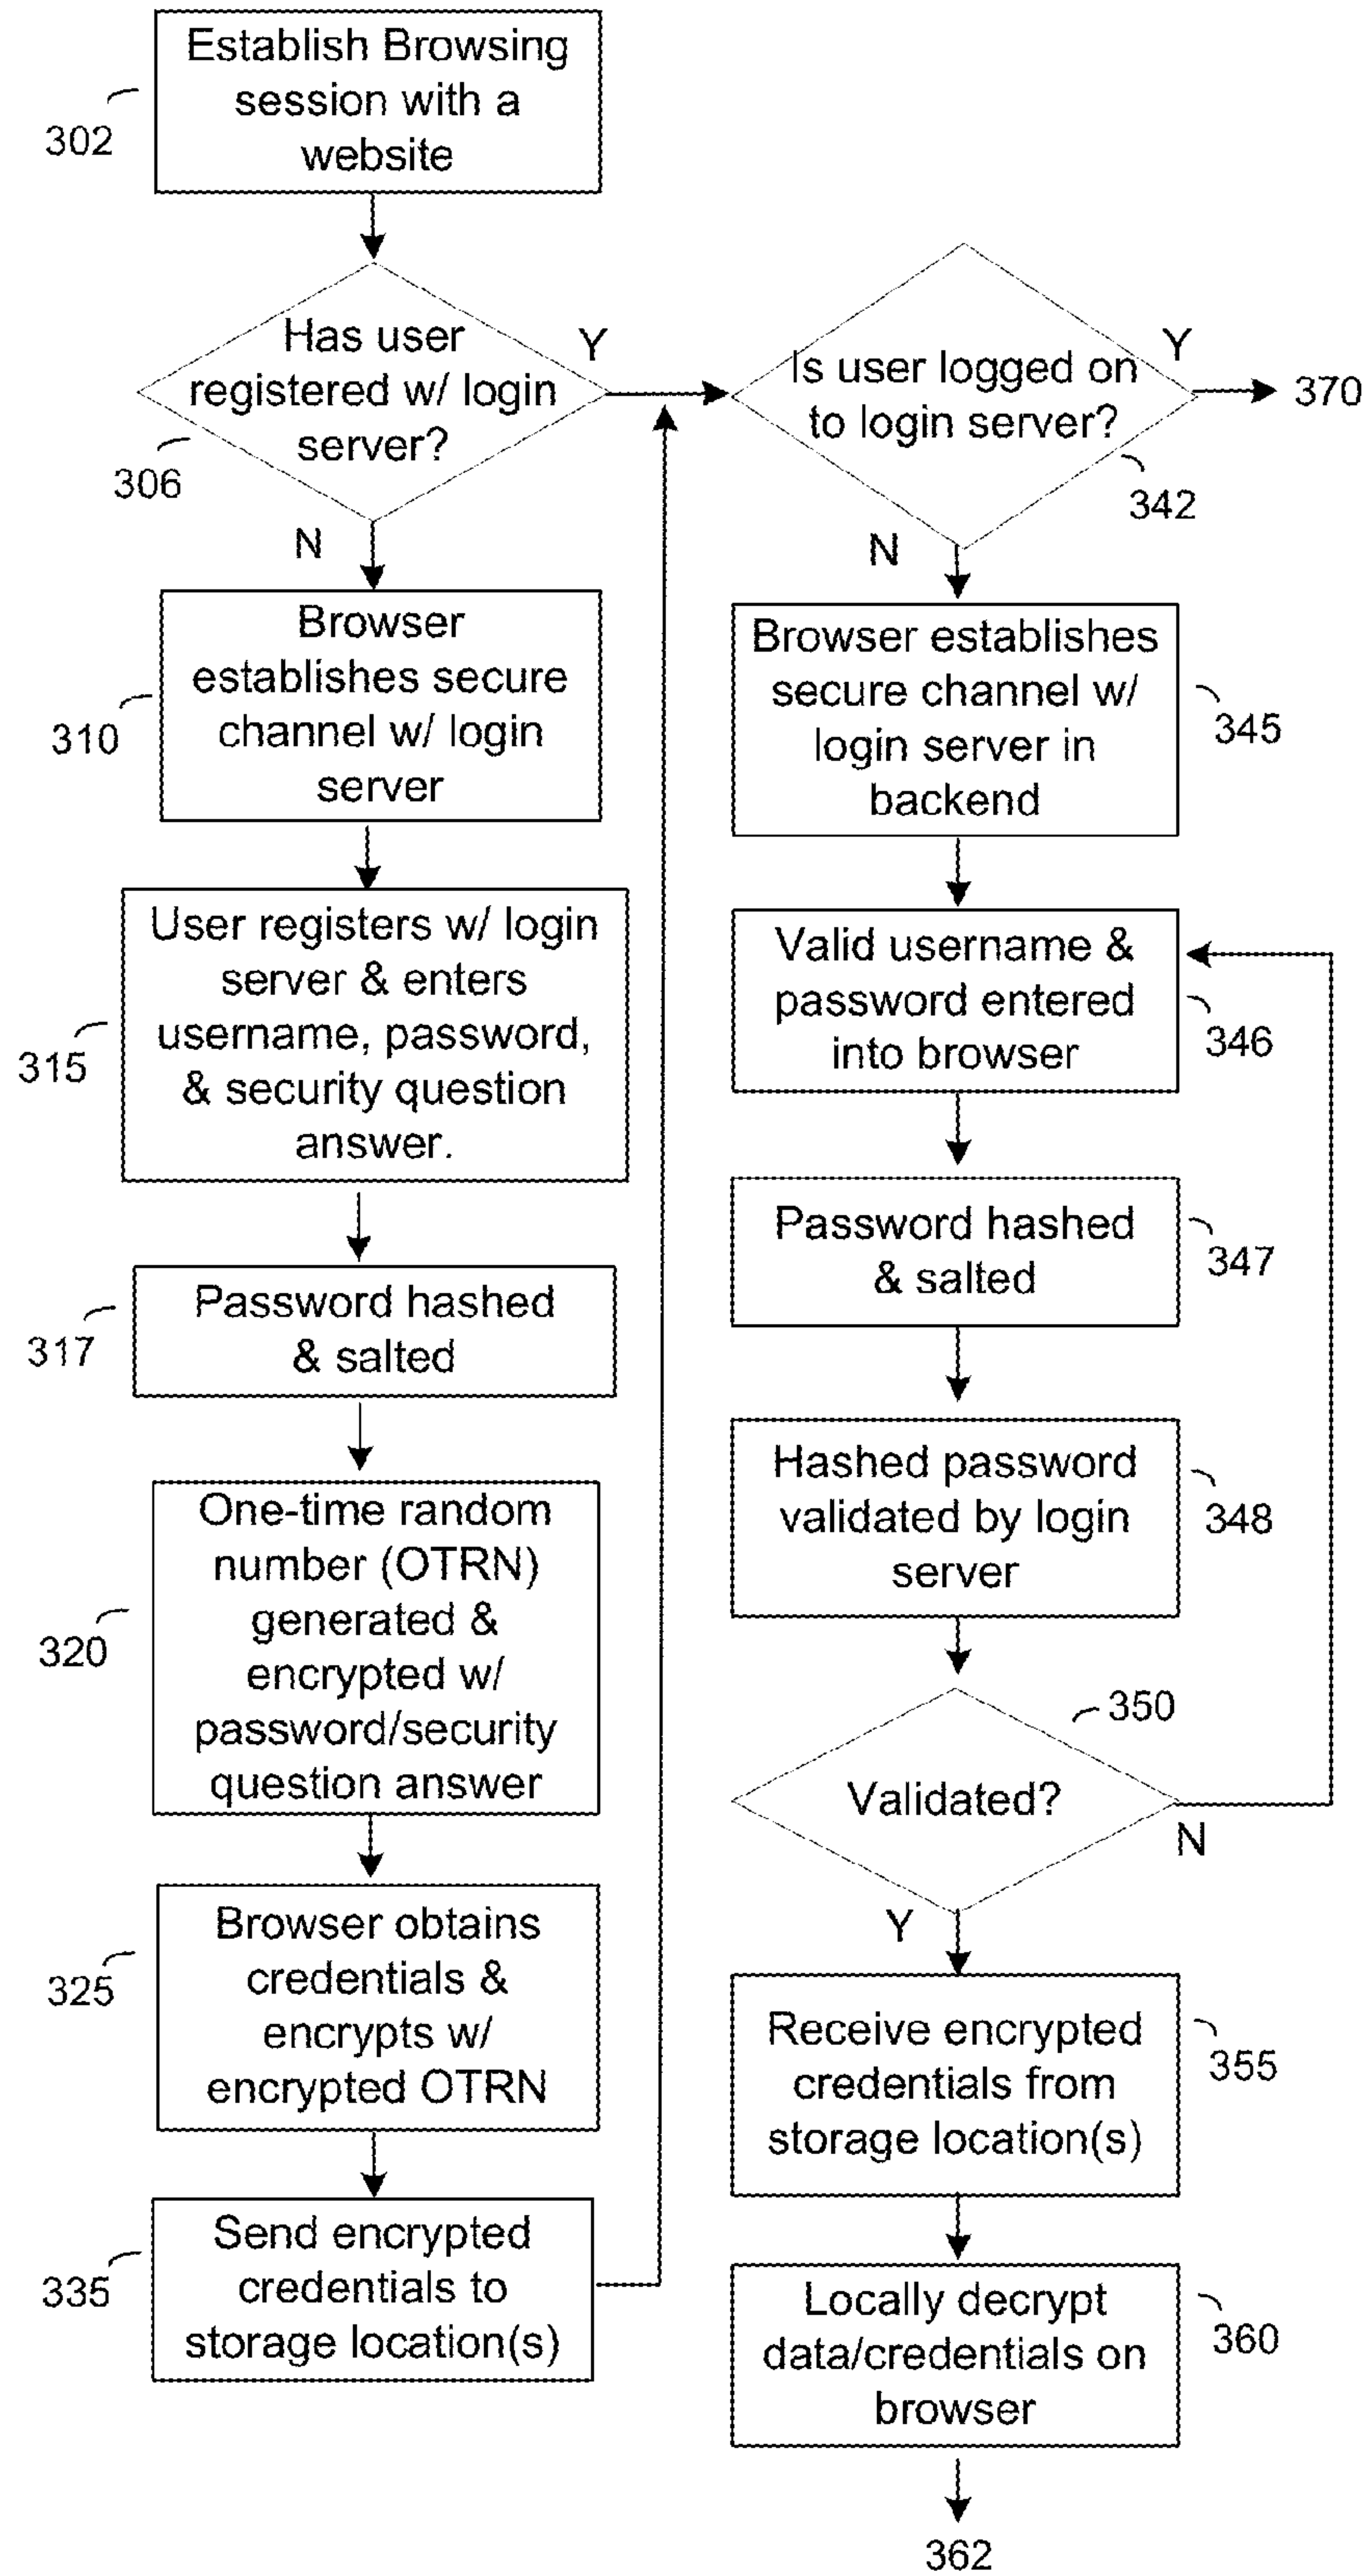 Establish Browsing
session with a
website
302
Has user
registered w/ login
server?
306
Y
N
Browser
establishes secure
channel w/ login
server
310
User registers w/ login
server & enters
username, password,
& security question
answer.
315
Password hashed
& salted
317
One-time random
number (OTRN)
generated &
encrypted w/
password/security
question answer
320
Browser obtains
credentials &
encrypts w/
encrypted OTRN
325
Send encrypted
credentials to
storage location(s)
335
Is user logged on
to login server?
Y
370
342
N
Browser establishes
secure channel w/
login server in
backend
345
Valid username &
password entered
into browser
346
Password hashed
& salted
347
Hashed password
validated by login
server
348
350
Validated?
N
Y
Receive encrypted
credentials from
storage location(s)
355
Locally decrypt
data/credentials on
browser
360
362